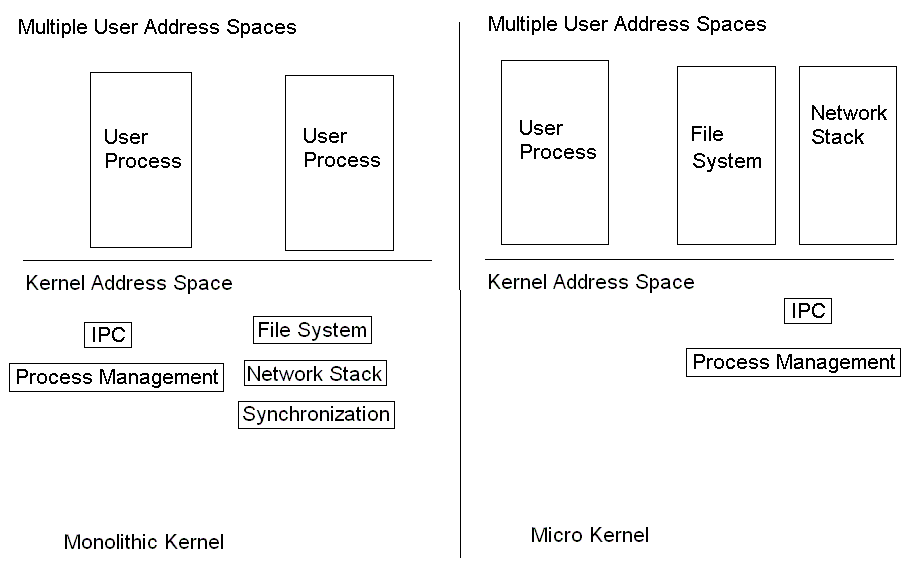 Multiple User Address Spaces
User
Process
User
Process
Kernel Address Space
IPC
File System
Process Management
Network Stack
Synchronization
Monolithic Kernel
Multiple User Address Spaces
User
Process
File
System
Network
Stack
Kernel Address Space
IPC
Process Management
Micro Kernel